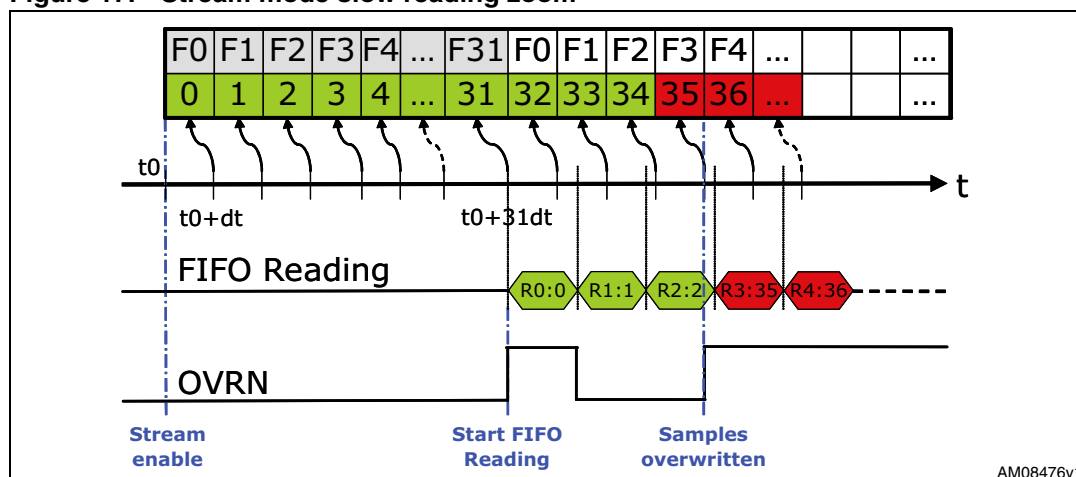 Figure 17. Stream mode slow reading zoom
F0 F1 F2 F3 F4 ... F31 F0 F1 F2 F3 F4 ... ...
0 1 2 3 4 ... 31 32 33 34 35 36 ... ...
t0
t
t0+dt t0+31dt
FIFO Reading
R0:0 R1:1 R2:2 R3:35 R4:36
OVRN
Stream enable
Start FIFO Reading
Samples overwritten
AM08476v1